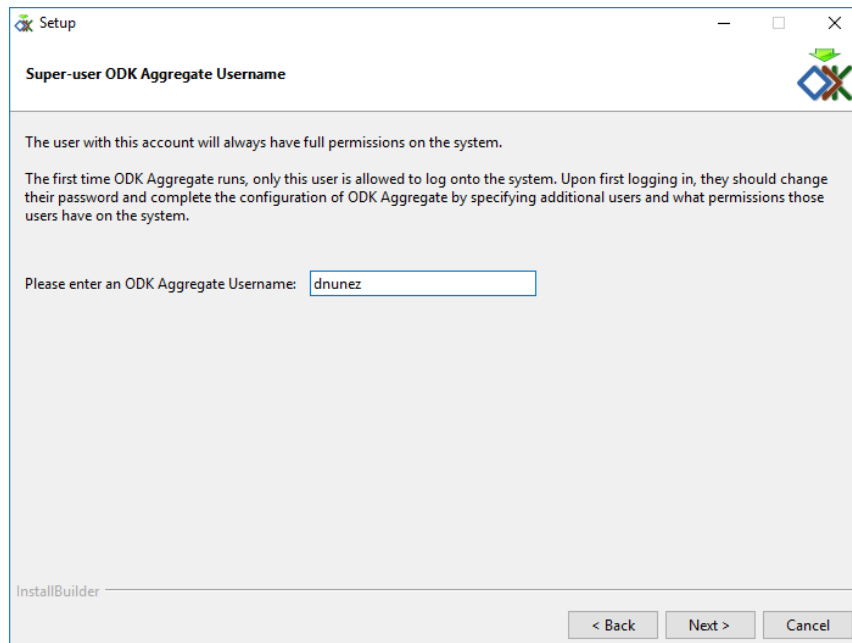 Setup
Super-user ODK Aggregate Username
The user with this account will always have full permissions on the system.
The first time ODK Aggregate runs, only this user is allowed to log onto the system. Upon first logging in, they should change
their password and complete the configuration of ODK Aggregate by specifying additional users and what permissions those
users have on the system.
Please enter an ODK Aggregate Username: dnunez
InstallBuilder
< Back Next > Cancel